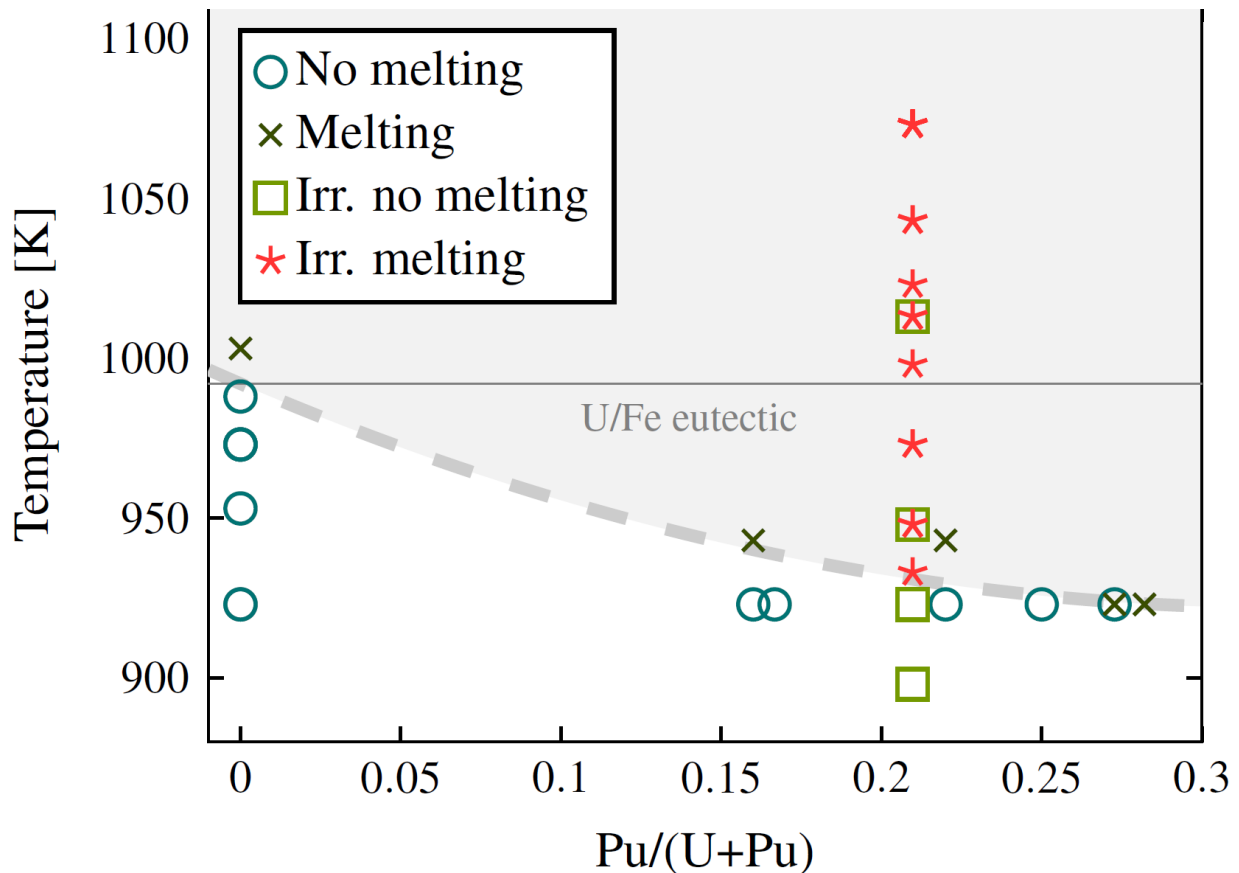 1100
1050
1000
950
900
Temperature [K]
No melting
Melting
Irr. no melting
Irr. melting
U/Fe eutectic
0 0.05 0.1 0.15 0.2 0.25 0.3
Pu/(U+Pu)